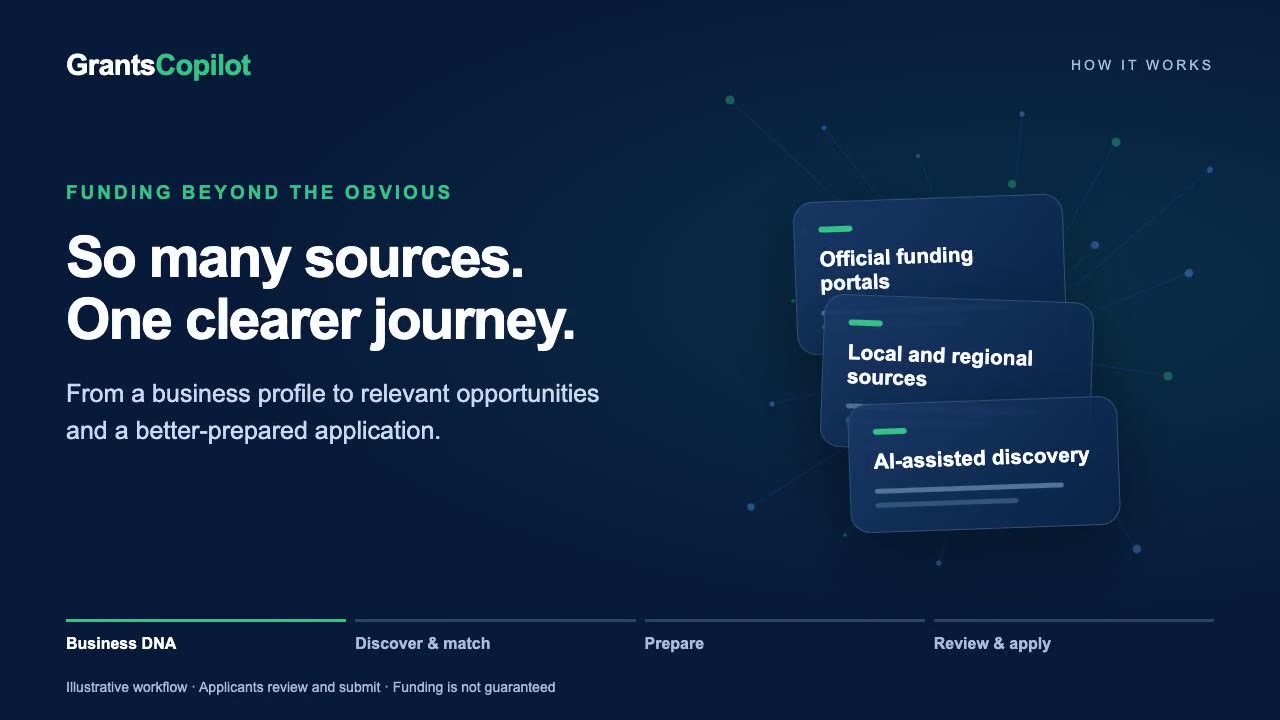 GrantsCopilot
HOW IT WORKS
FUNDING BEYOND THE OBVIOUS
So many sources.
One clearer journey.
From a business profile to relevant opportunities
and a better-prepared application.
Official funding
portals
Local and regional
sources
AI-assisted discovery
Business DNA
Discover & match
Prepare
Review & apply
Illustrative workflow · Applicants review and submit · Funding is not guaranteed